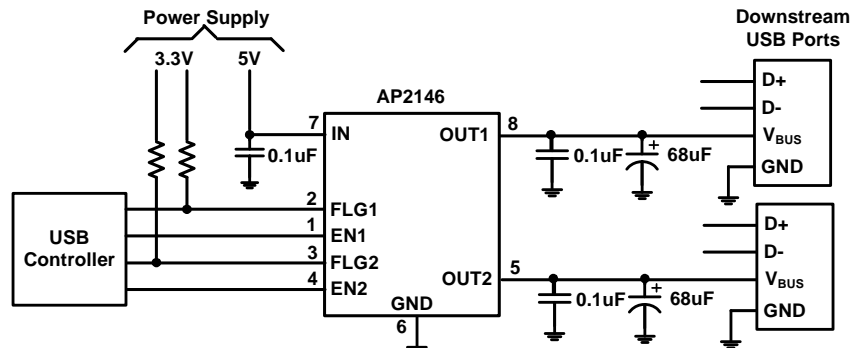 Power Supply
3.3V
5V
Downstream
USB Ports
AP2146
7
IN
OUT1
8
0.1uF
0.1uF
+
68uF
D+
D-
VBUS
GND
USB
Controller
2
FLG1
1
EN1
3
FLG2
4
EN2
GND
6
OUT2
5
0.1uF
+
68uF
D+
D-
VBUS
GND